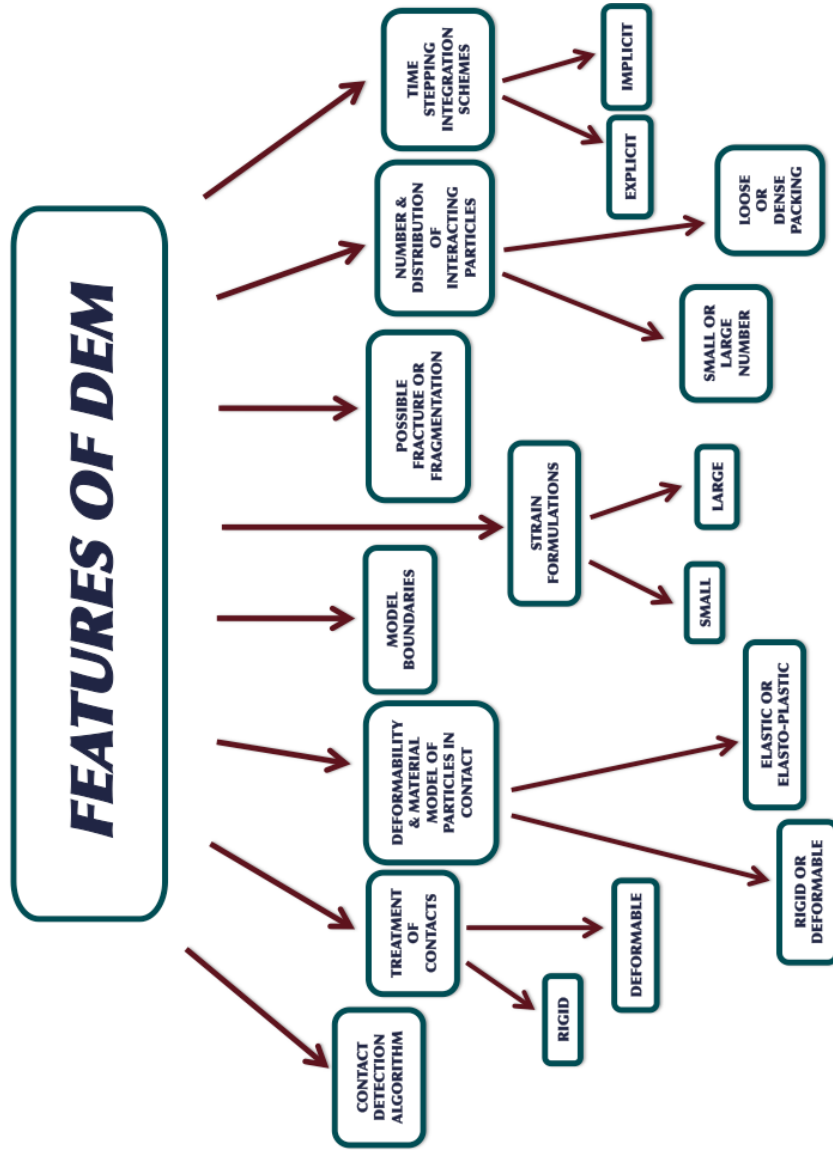 FEATURES OF DEM
CONTACT
DETECTION
ALGORITHM
TREATMENT
OF
CONTACTS
RIGID
DEFORMABLE
DEFORMABILITY
& MATERIAL
MODEL OF
PARTICLES IN
CONTACT
RIGID OR
DEFORMABLE
ELASTIC OR
ELASTO-PLASTIC
MODEL
BOUNDARIES
STRAIN
FORMULATIONS
SMALL
LARGE
POSSIBLE
FRACTURE OR
FRAGMENTATION
NUMBER &
DISTRIBUTION
OF
INTERACTING
PARTICLES
SMALL OR
LARGE
NUMBER
LOOSE
OR
DENSE
PACKING
TIME
STEPPING
INTEGRATION
SCHEMES
EXPLICIT
IMPLICIT